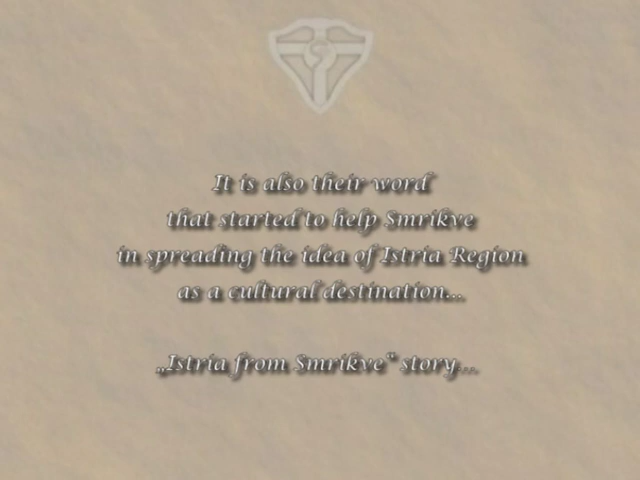 It is also their word
that started to help Smrikve
in spreading the idea of Istria Region
as a cultural destination...
„Istria from Smrikve“ story...